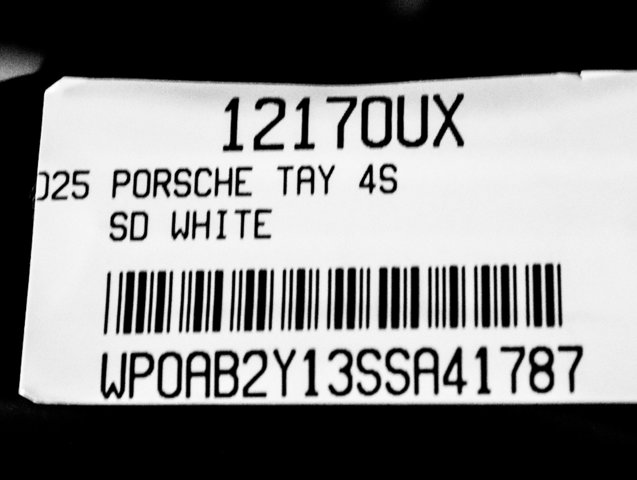 12170UX
025 PORSCHE TAY 4S
SD WHITE
WP0AB2Y13SSA41787